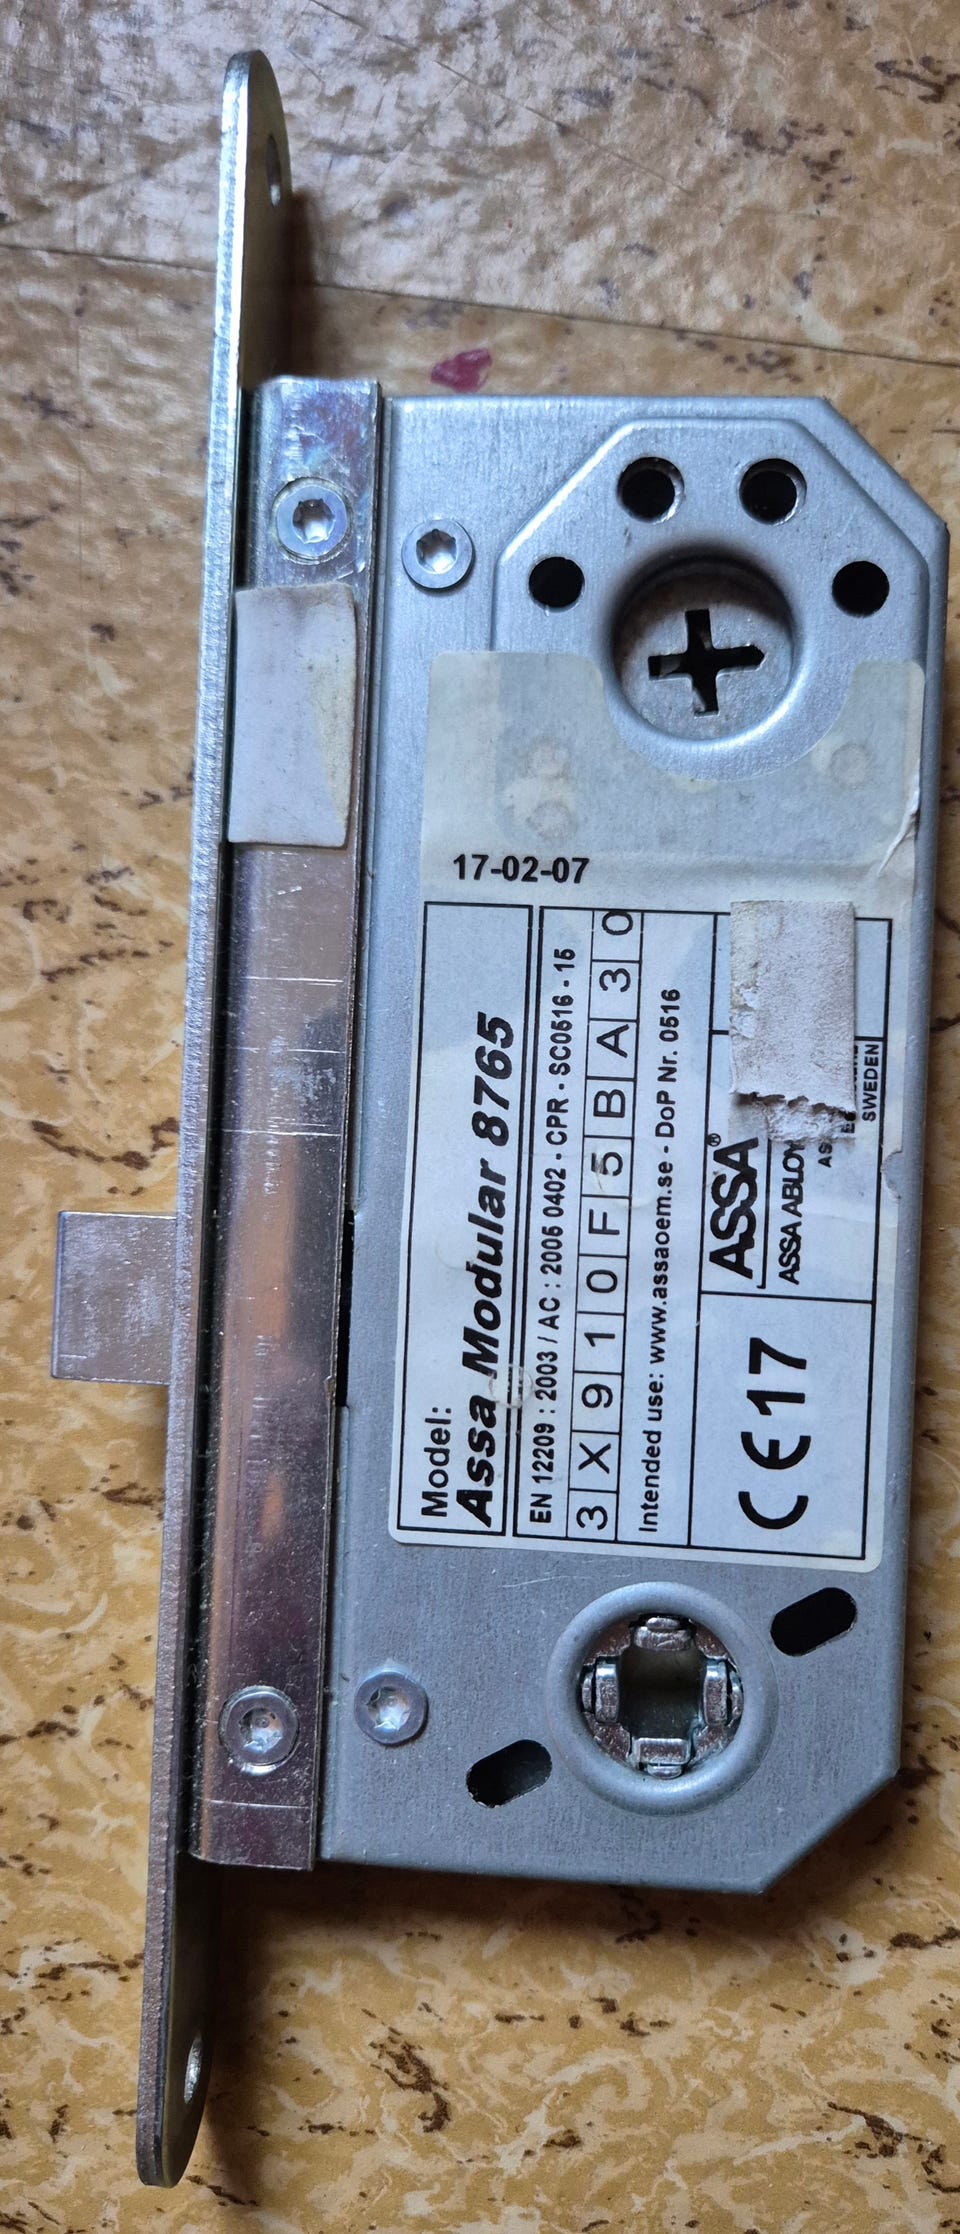 17-02-07
Model:
Assa Modular 8765
EN 12209 : 2003 / AC : 2005 0402 - CPR - SC0516 - 15
3 X 9 1 0 F 5 B A 3 0
Intended use: www.assaoem.se - DoP Nr. 0516
CE 17
ASSA®
ASSA ABLOY
SWEDEN